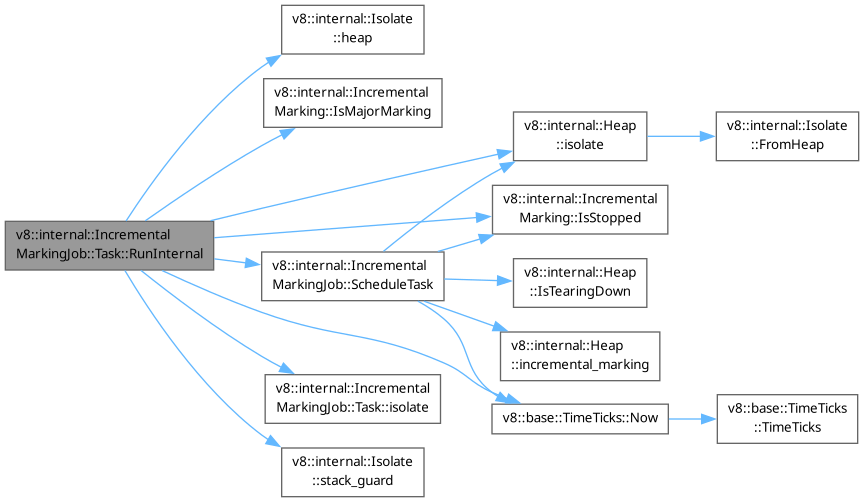 v8::internal::Isolate
::heap
v8::internal::Incremental
Marking::IsMajorMarking
v8::internal::Heap
::isolate
v8::internal::Isolate
::FromHeap
v8::internal::Incremental
Marking::IsStopped
v8::internal::Incremental
MarkingJob::Task::RunInternal
v8::internal::Incremental
MarkingJob::ScheduleTask
v8::internal::Heap
::IsTearingDown
v8::internal::Heap
::incremental_marking
v8::internal::Incremental
MarkingJob::Task::isolate
v8::base::TimeTicks::Now
v8::base::TimeTicks
::TimeTicks
v8::internal::Isolate
::stack_guard